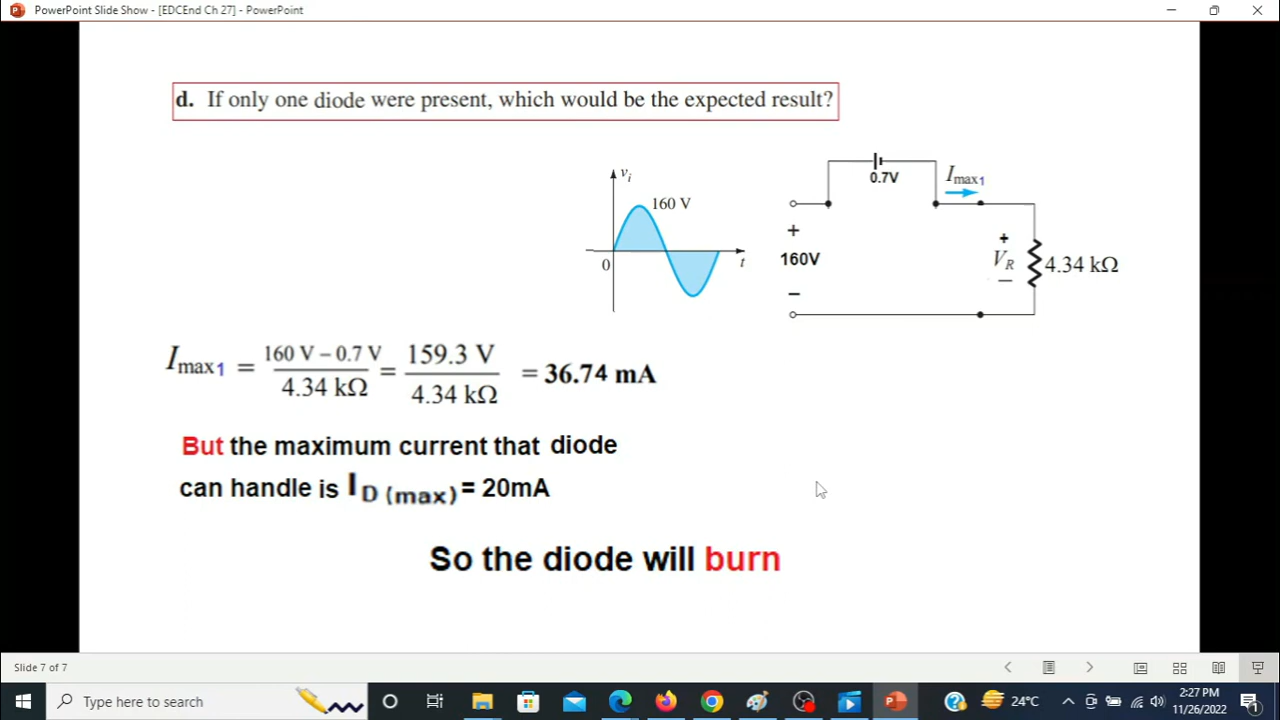 PowerPoint Slide Show - [EDCEnd Ch 27] - PowerPoint
d. If only one diode were present, which would be the expected result?
vi
160 V
0
t
0.7V
Imax1
+
160V
−
+
VR
−
4.34 kΩ
Imax1 = 160 V – 0.7 V / 4.34 kΩ = 159.3 V / 4.34 kΩ = 36.74 mA
But the maximum current that diode
can handle is ID (max) = 20mA
So the diode will burn
Slide 7 of 7
Type here to search
24°C
2:27 PM
11/26/2022
1